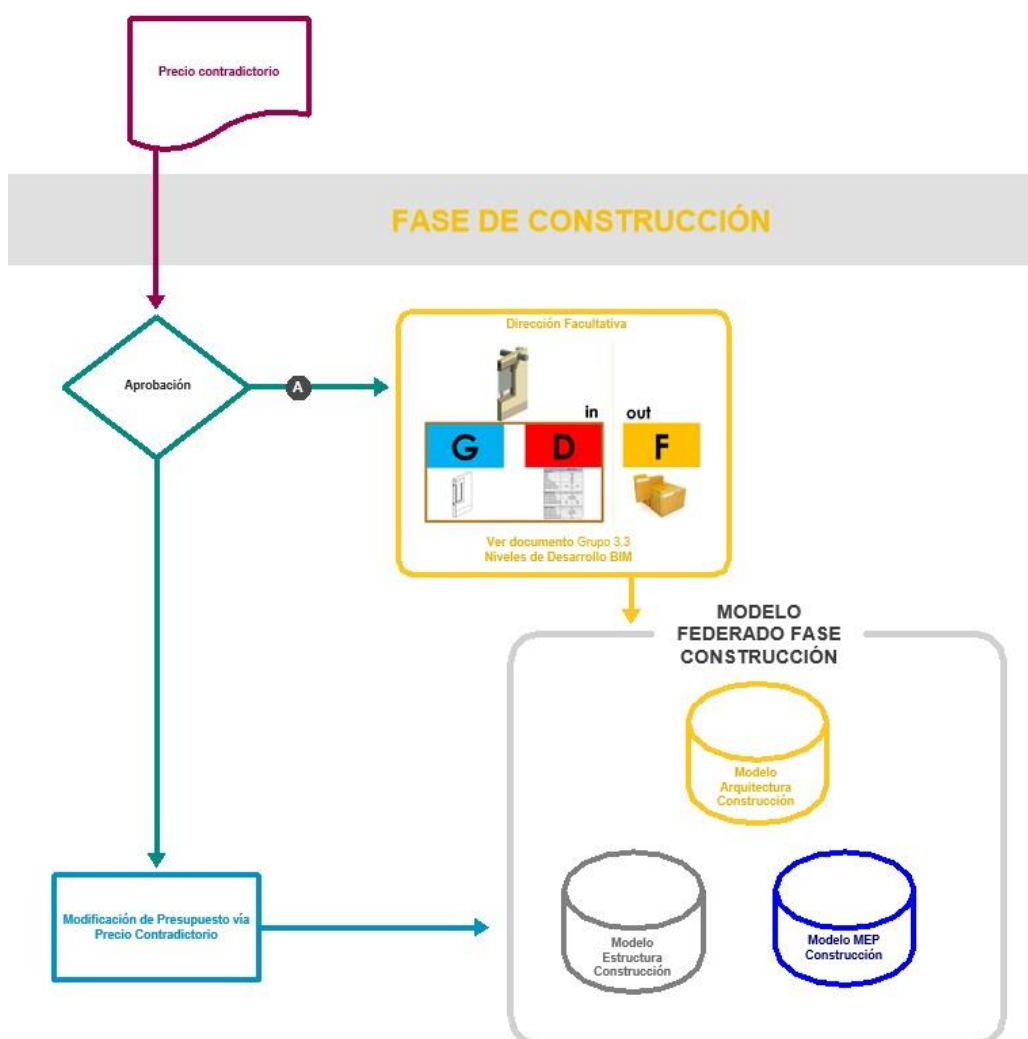 Precio contradictorio
FASE DE CONSTRUCCIÓN
Aprobación
A
Dirección Facultativa
in out
G D F
Ver documento Grupo 3.3
Niveles de Desarrollo BIM
MODELO
FEDERADO FASE
CONSTRUCCIÓN
Modelo
Arquitectura
Construcción
Modificación de Presupuesto vía
Precio Contradictorio
Modelo
Estructura
Construcción
Modelo MEP
Construcción